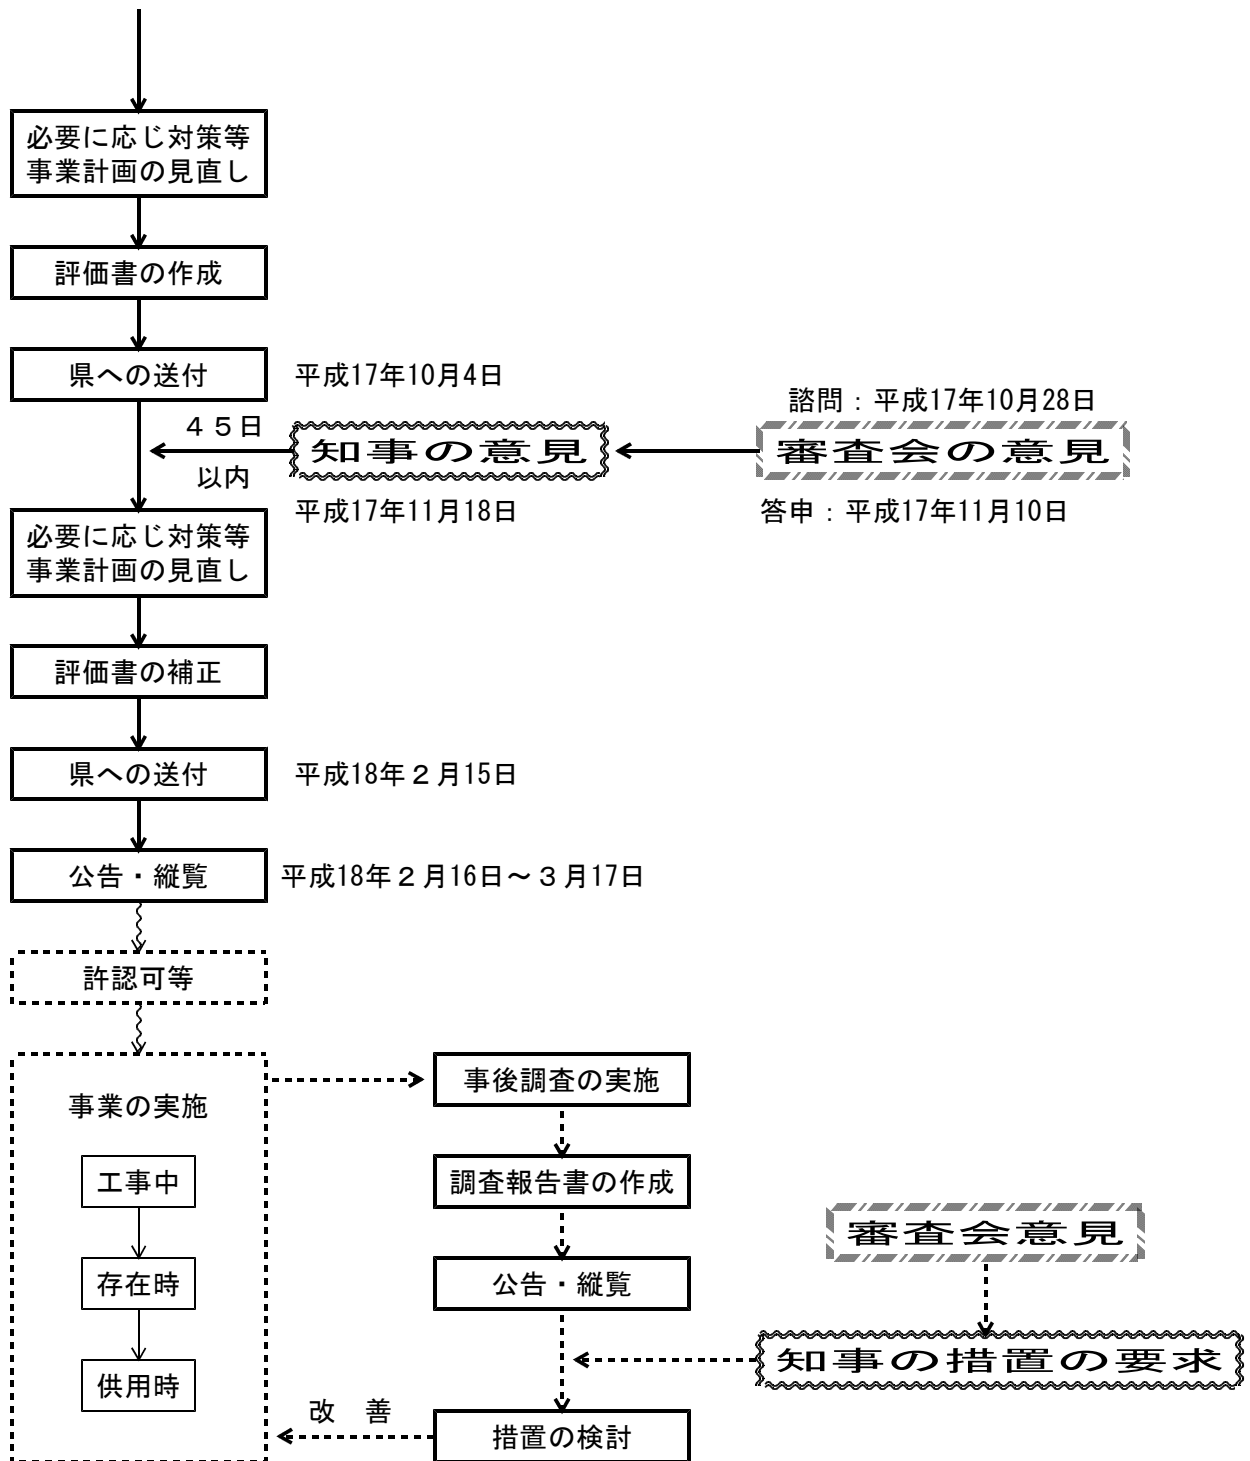 必要に応じ対策等
事業計画の見直し
評価書の作成
県への送付
平成17年10月4日
諮問：平成17年10月28日
４５日
以内
知事の意見
審査会の意見
平成17年11月18日
答申：平成17年11月10日
必要に応じ対策等
事業計画の見直し
評価書の補正
県への送付
平成18年２月15日
公告・縦覧
平成18年２月16日～３月17日
許認可等
事業の実施
工事中
存在時
供用時
事後調査の実施
調査報告書の作成
公告・縦覧
審査会意見
知事の措置の要求
改　善
措置の検討